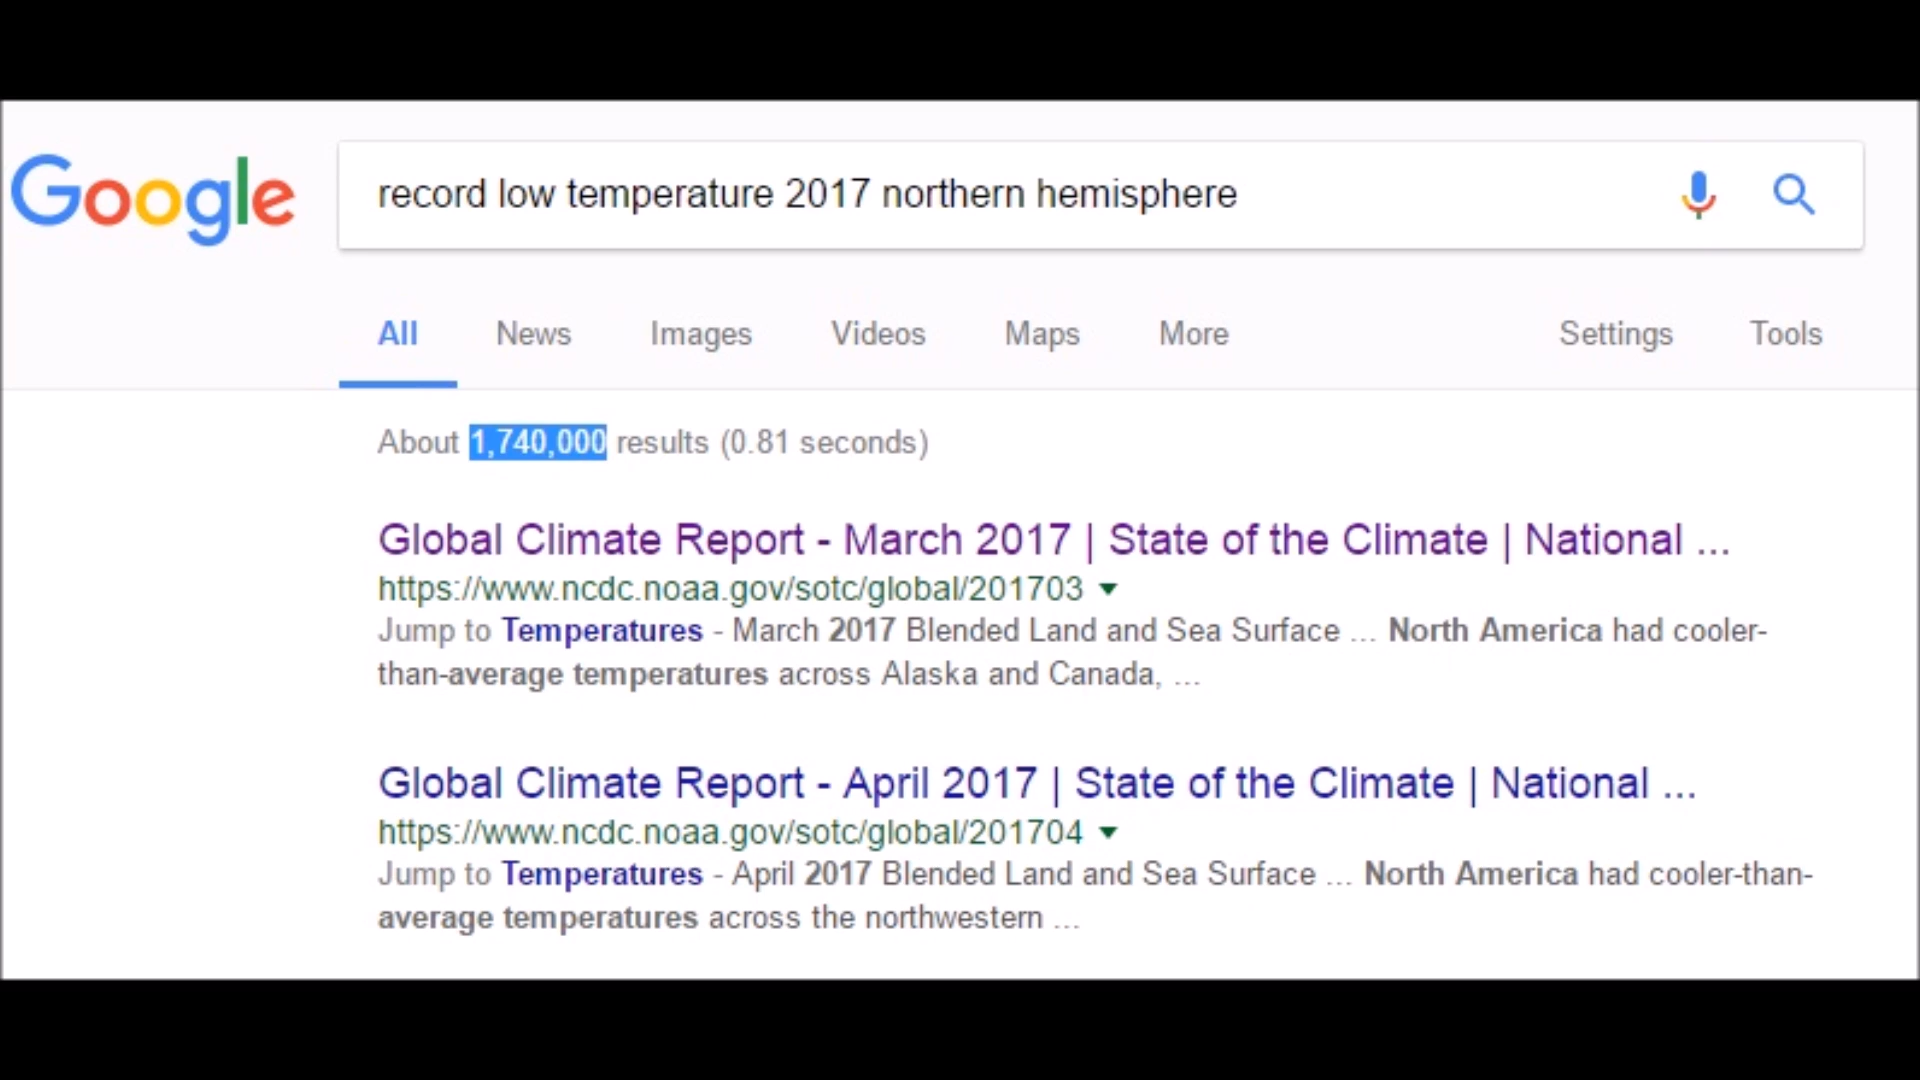 Google
record low temperature 2017 northern hemisphere
All News Images Videos Maps More Settings Tools
About 1,740,000 results (0.81 seconds)
Global Climate Report - March 2017 | State of the Climate | National ...
https://www.ncdc.noaa.gov/sotc/global/201703
Jump to Temperatures - March 2017 Blended Land and Sea Surface ... North America had cooler-
than-average temperatures across Alaska and Canada, ...
Global Climate Report - April 2017 | State of the Climate | National ...
https://www.ncdc.noaa.gov/sotc/global/201704
Jump to Temperatures - April 2017 Blended Land and Sea Surface ... North America had cooler-than-
average temperatures across the northwestern ...